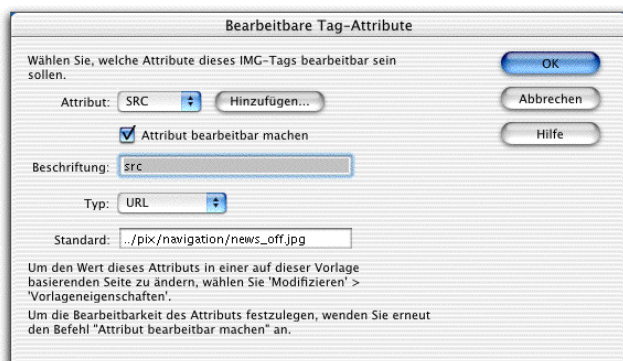 Bearbeitbare Tag-Attribute
Wählen Sie, welche Attribute dieses IMG-Tags bearbeitbar sein
sollen.
OK
Attribut: SRC Hinzufügen...
Abbrechen
Attribut bearbeitbar machen
Hilfe
Beschriftung: src
Typ: URL
Standard: ../pix/navigation/news_off.jpg
Um den Wert dieses Attributs in einer auf dieser Vorlage
basierenden Seite zu ändern, wählen Sie 'Modifizieren' >
'Vorlageneigenschaften'.
Um die Bearbeitbarkeit des Attributs festzulegen, wenden Sie erneut
den Befehl "Attribut bearbeitbar machen" an.